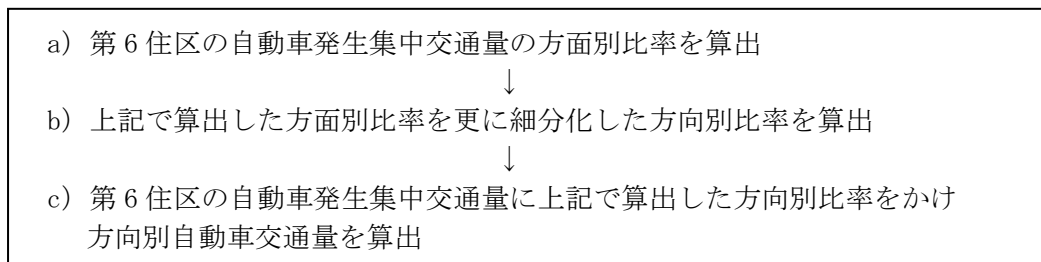 a) 第6住区の自動車発生集中交通量の方面別比率を算出
↓
b) 上記で算出した方面別比率を更に細分化した方向別比率を算出
↓
c) 第6住区の自動車発生集中交通量に上記で算出した方向別比率をかけ
方向別自動車交通量を算出